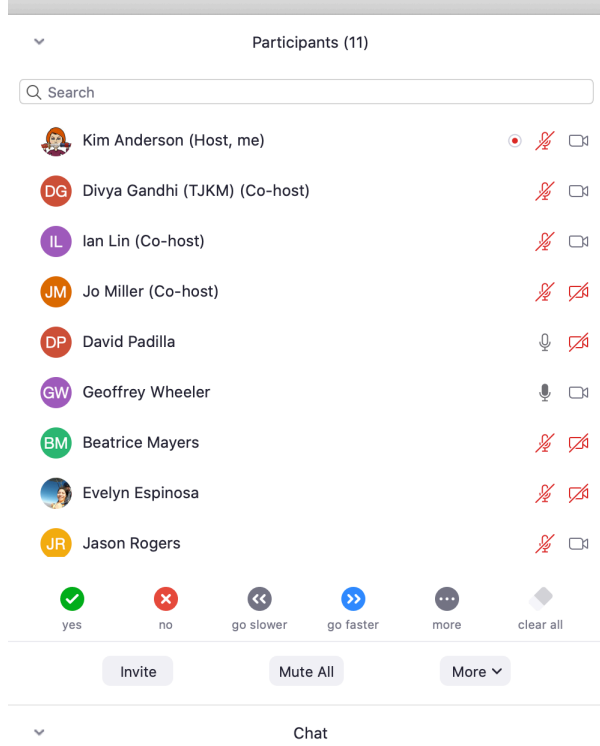 Participants (11)
Search
Kim Anderson (Host, me)
DG Divya Gandhi (TJKM) (Co-host)
IL Ian Lin (Co-host)
JM Jo Miller (Co-host)
DP David Padilla
GW Geoffrey Wheeler
BM Beatrice Mayers
Evelyn Espinosa
JR Jason Rogers
yes no go slower go faster more clear all
Invite Mute All More
Chat